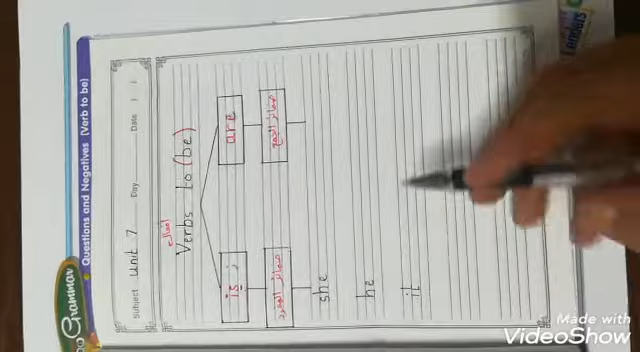 Grammar
Questions and Negatives (Verb to be)
Subject Unit 7 Day Date / /
افعال
Verbs to (be)
is are
ضمائر المفرد ضمائر الجمع
she
he
it
Leaders
Made with
VideoShow